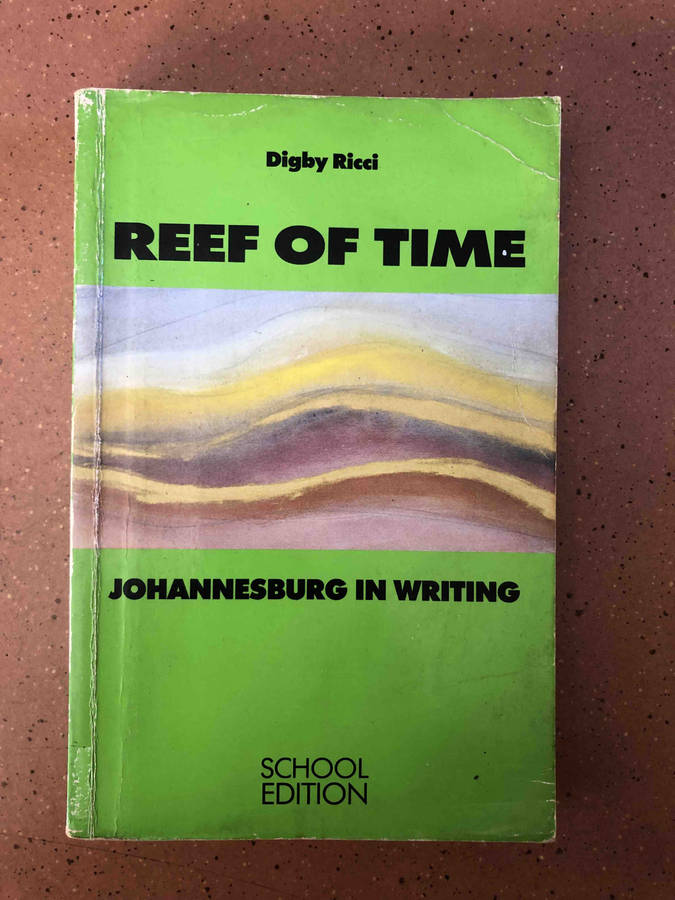 Digby Ricci
REEF OF TIME
JOHANNESBURG IN WRITING
SCHOOL
EDITION